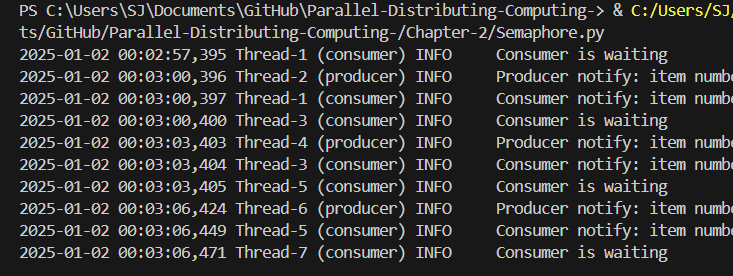 PS C:\Users\SJ\Documents\GitHub\Parallel-Distributing-Computing-> & C:/Users/SJ/
ts/GitHub/Parallel-Distributing-Computing-/Chapter-2/Semaphore.py
2025-01-02 00:02:57,395 Thread-1 (consumer) INFO     Consumer is waiting
2025-01-02 00:03:00,396 Thread-2 (producer) INFO     Producer notify: item numbe
2025-01-02 00:03:00,397 Thread-1 (consumer) INFO     Consumer notify: item numbe
2025-01-02 00:03:00,400 Thread-3 (consumer) INFO     Consumer is waiting
2025-01-02 00:03:03,403 Thread-4 (producer) INFO     Producer notify: item numbe
2025-01-02 00:03:03,404 Thread-3 (consumer) INFO     Consumer notify: item numbe
2025-01-02 00:03:03,405 Thread-5 (consumer) INFO     Consumer is waiting
2025-01-02 00:03:06,424 Thread-6 (producer) INFO     Producer notify: item numbe
2025-01-02 00:03:06,449 Thread-5 (consumer) INFO     Consumer notify: item numbe
2025-01-02 00:03:06,471 Thread-7 (consumer) INFO     Consumer is waiting